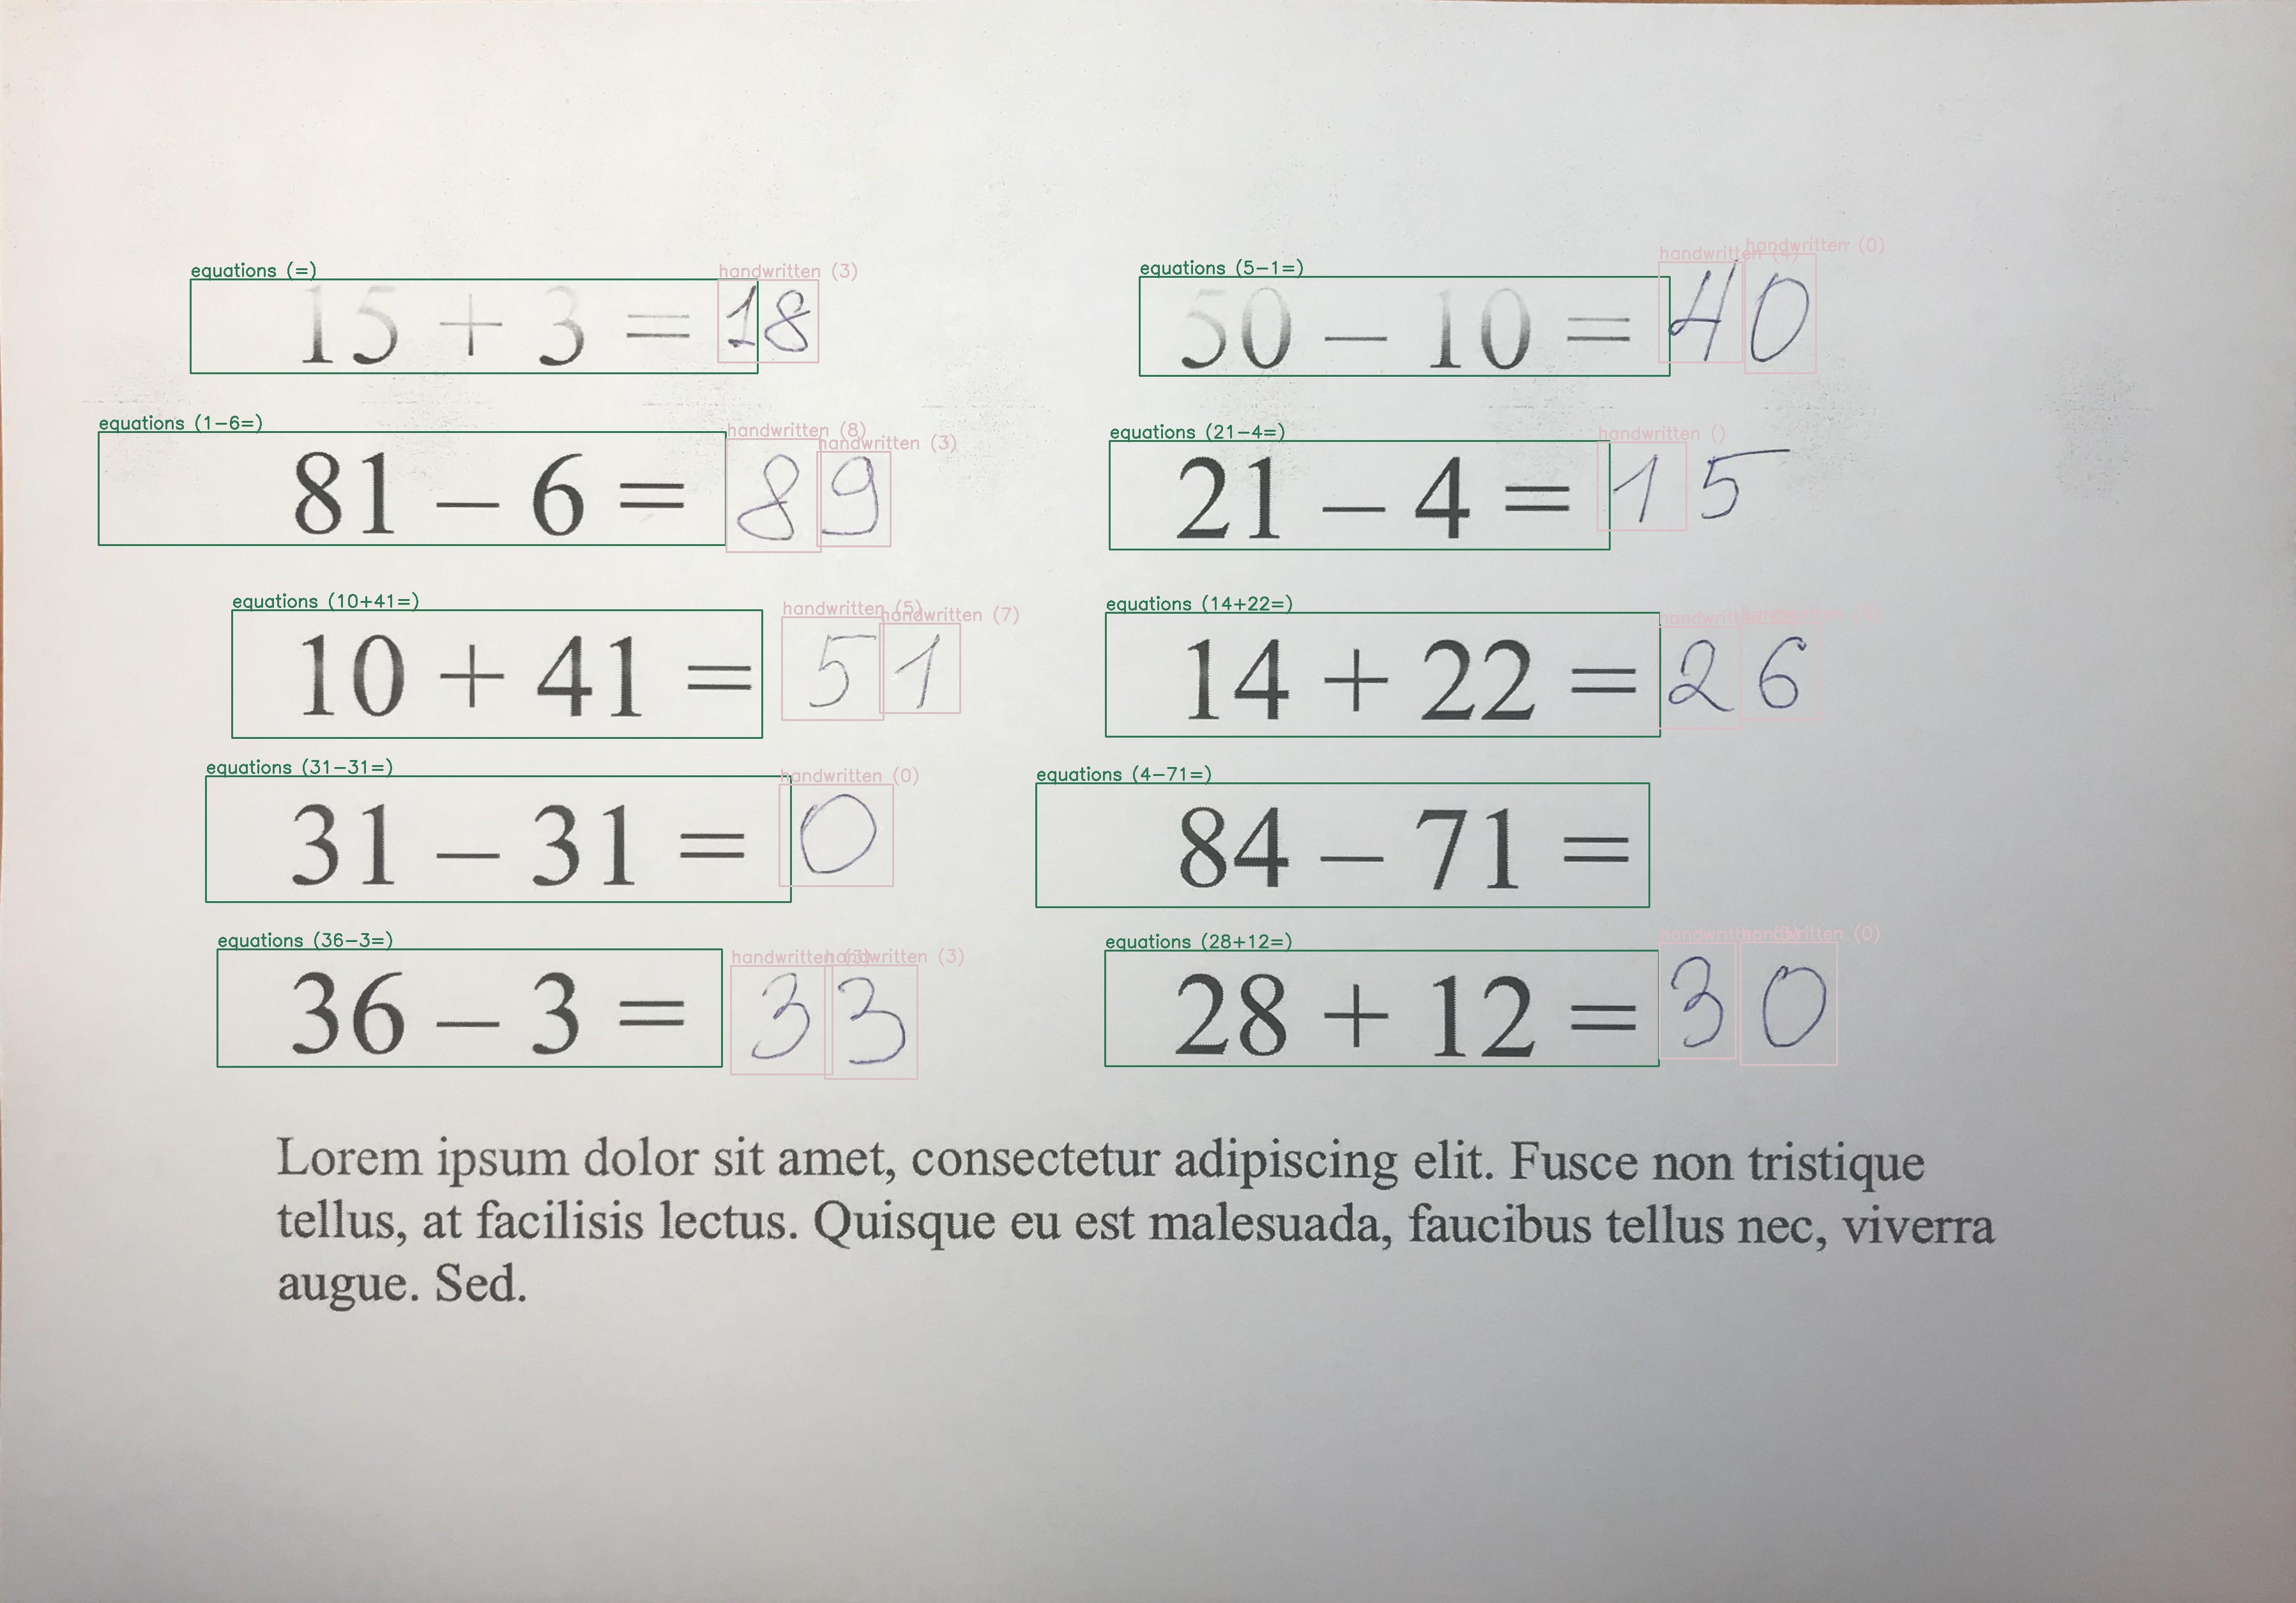 equations (=) handwritten (3) equations (5-1=) handwritten (4) handwritten (0)
15 + 3 = 18 50 – 10 = 40
equations (1-6=) handwritten (8) handwritten (3) equations (21-4=) handwritten ()
81 – 6 = 89 21 – 4 = 15
equations (10+41=) handwritten (5) handwritten (7) equations (14+22=)
10 + 41 = 51 14 + 22 = 26
equations (31-31=) handwritten (0) equations (4-71=)
31 – 31 = 0 84 – 71 =
equations (36-3=) handwritten (3) handwritten (3) equations (28+12=) handwritten handwritten (0)
36 – 3 = 33 28 + 12 = 30
Lorem ipsum dolor sit amet, consectetur adipiscing elit. Fusce non tristique
tellus, at facilisis lectus. Quisque eu est malesuada, faucibus tellus nec, viverra
augue. Sed.